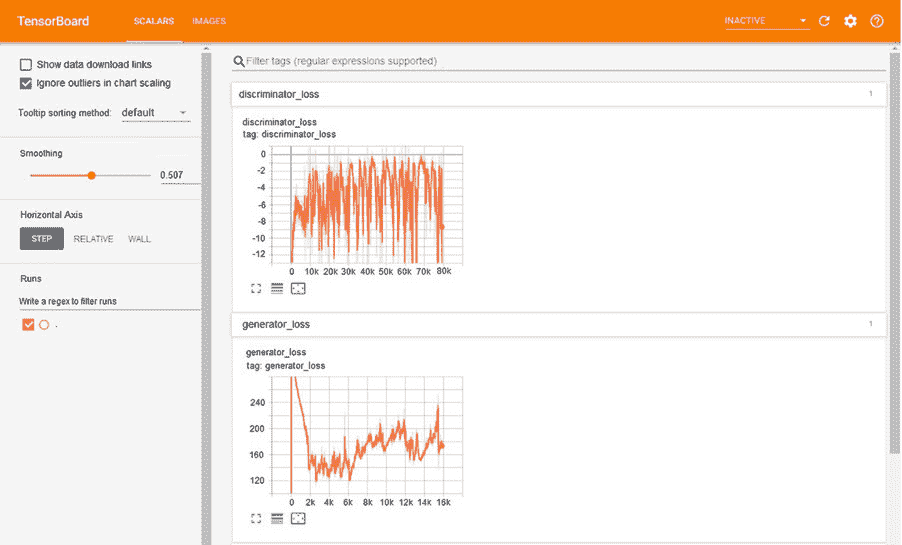 TensorBoard
SCALARS IMAGES
INACTIVE
Show data download links
Ignore outliers in chart scaling
Tooltip sorting method: default
Smoothing
0.507
Horizontal Axis
STEP RELATIVE WALL
Runs
Write a regex to filter runs
.
Filter tags (regular expressions supported)
discriminator_loss 1
discriminator_loss
tag: discriminator_loss
0
-2
-4
-6
-8
-10
-12
0 10k 20k 30k 40k 50k 60k 70k 80k
generator_loss 1
generator_loss
tag: generator_loss
240
200
160
120
0 2k 4k 6k 8k 10k 12k 14k 16k